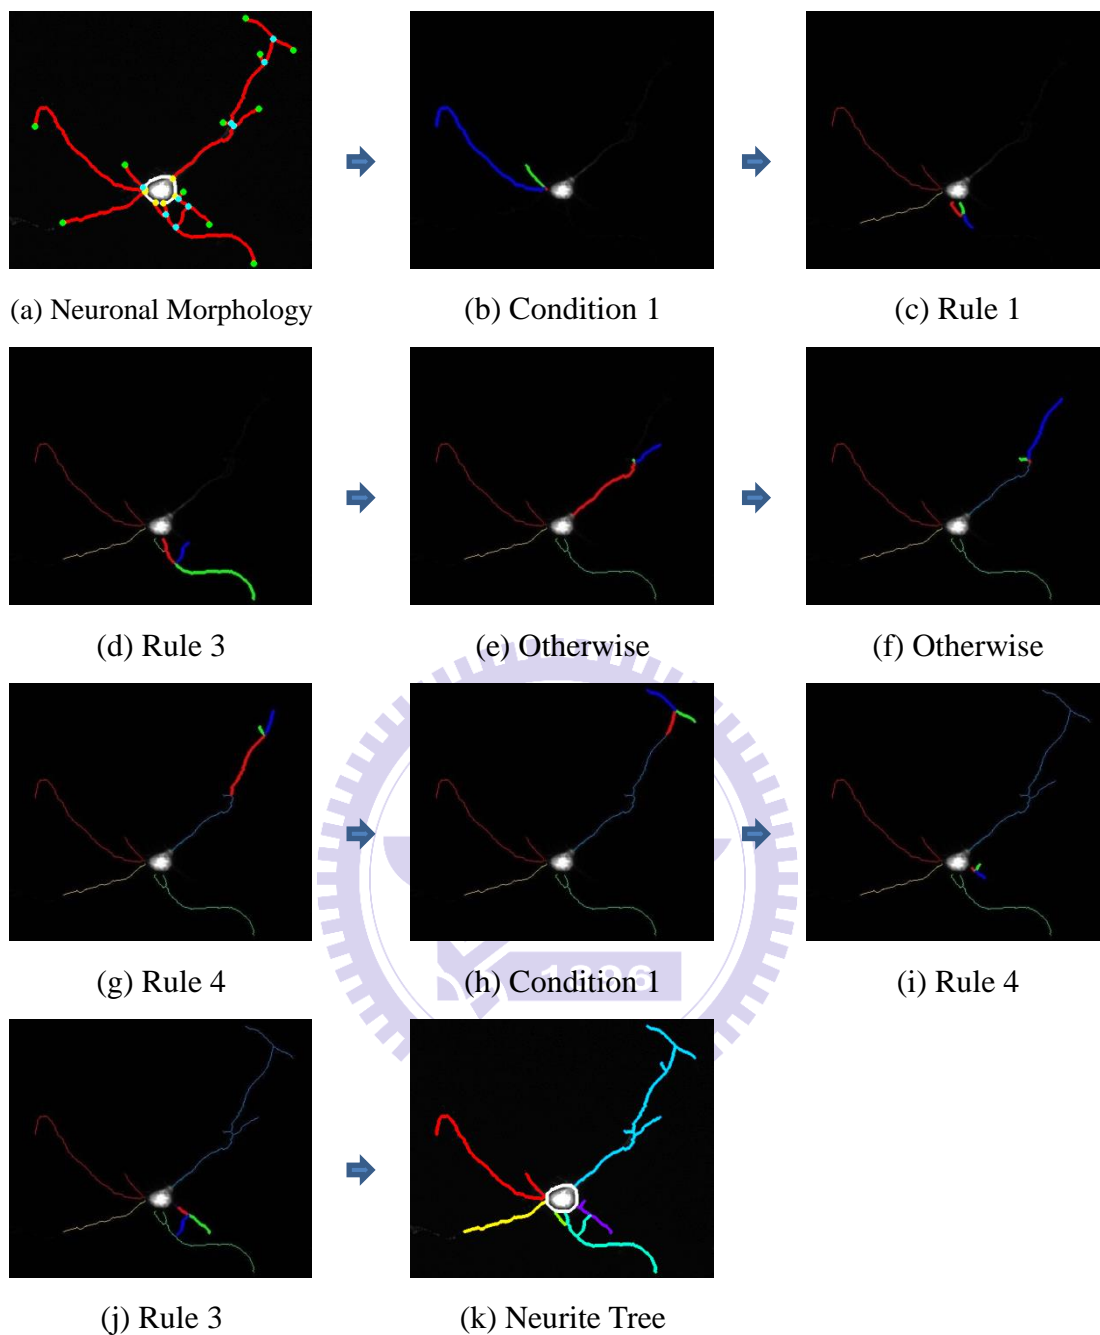 (a) Neuronal Morphology
(b) Condition 1
(c) Rule 1
(d) Rule 3
(e) Otherwise
(f) Otherwise
(g) Rule 4
(h) Condition 1
(i) Rule 4
1896
(j) Rule 3
(k) Neurite Tree